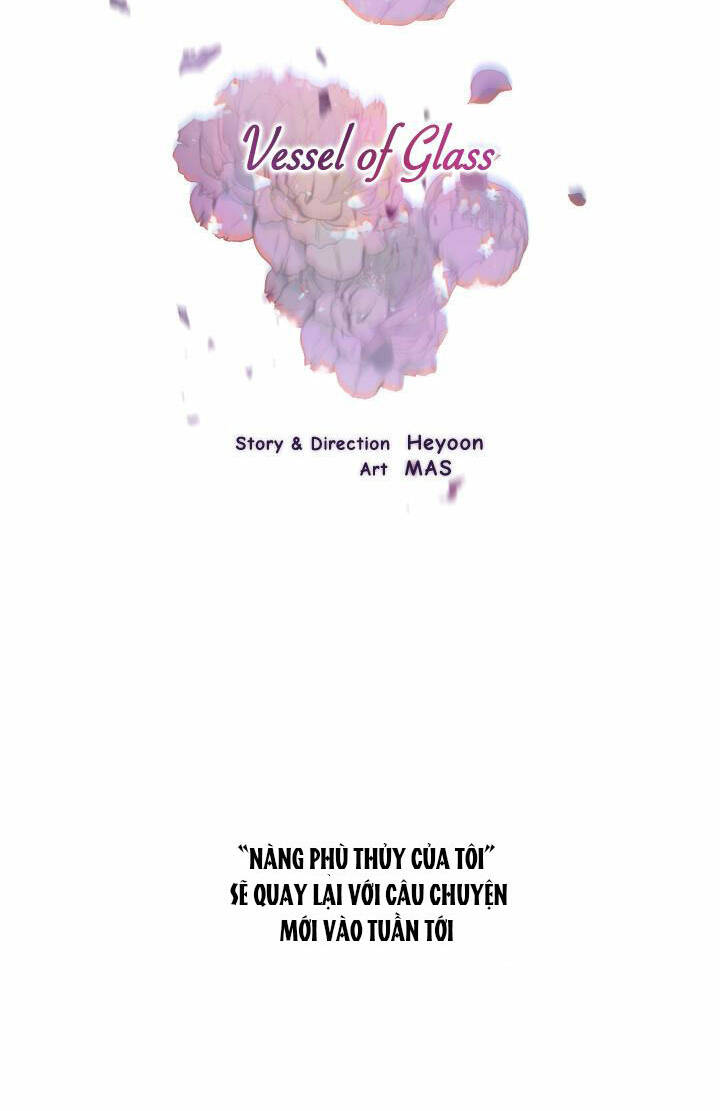 Vessel of Glass
Story & Direction Heyoon
Art MAS
"NÀNG PHÙ THỦY CỦA TÔI"
SẼ QUAY LẠI VỚI CÂU CHUYỆN
MỚI VÀO TUẦN TỚI